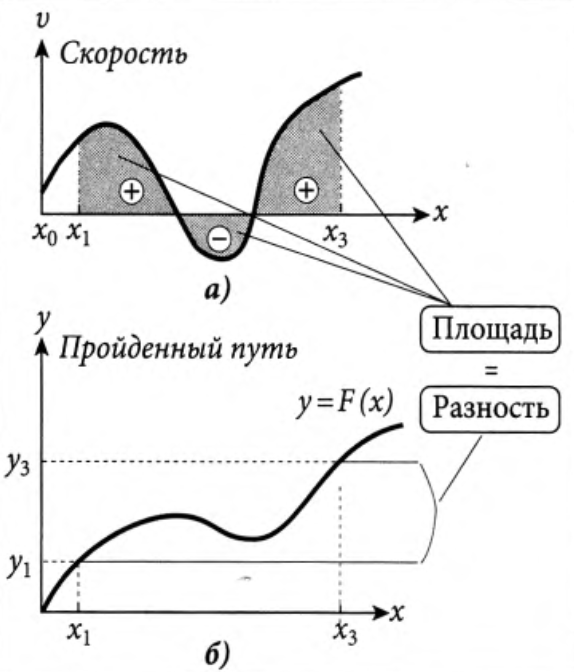 v
Скорость
+
−
+
x
x₀ x₁
x₃
а)
y
Пройденный путь
Площадь
=
Разность
y=F(x)
y₃
y₁
x
x₁
x₃
б)